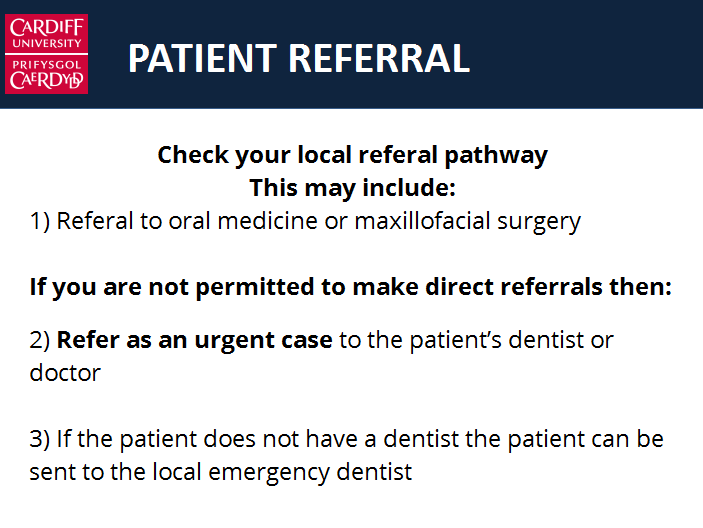 CARDIFF
UNIVERSITY
PRIFYSGOL
CAERDYDD
PATIENT REFERRAL
Check your local referal pathway
This may include:
1) Referal to oral medicine or maxillofacial surgery
If you are not permitted to make direct referrals then:
2) Refer as an urgent case to the patient’s dentist or
doctor
3) If the patient does not have a dentist the patient can be
sent to the local emergency dentist